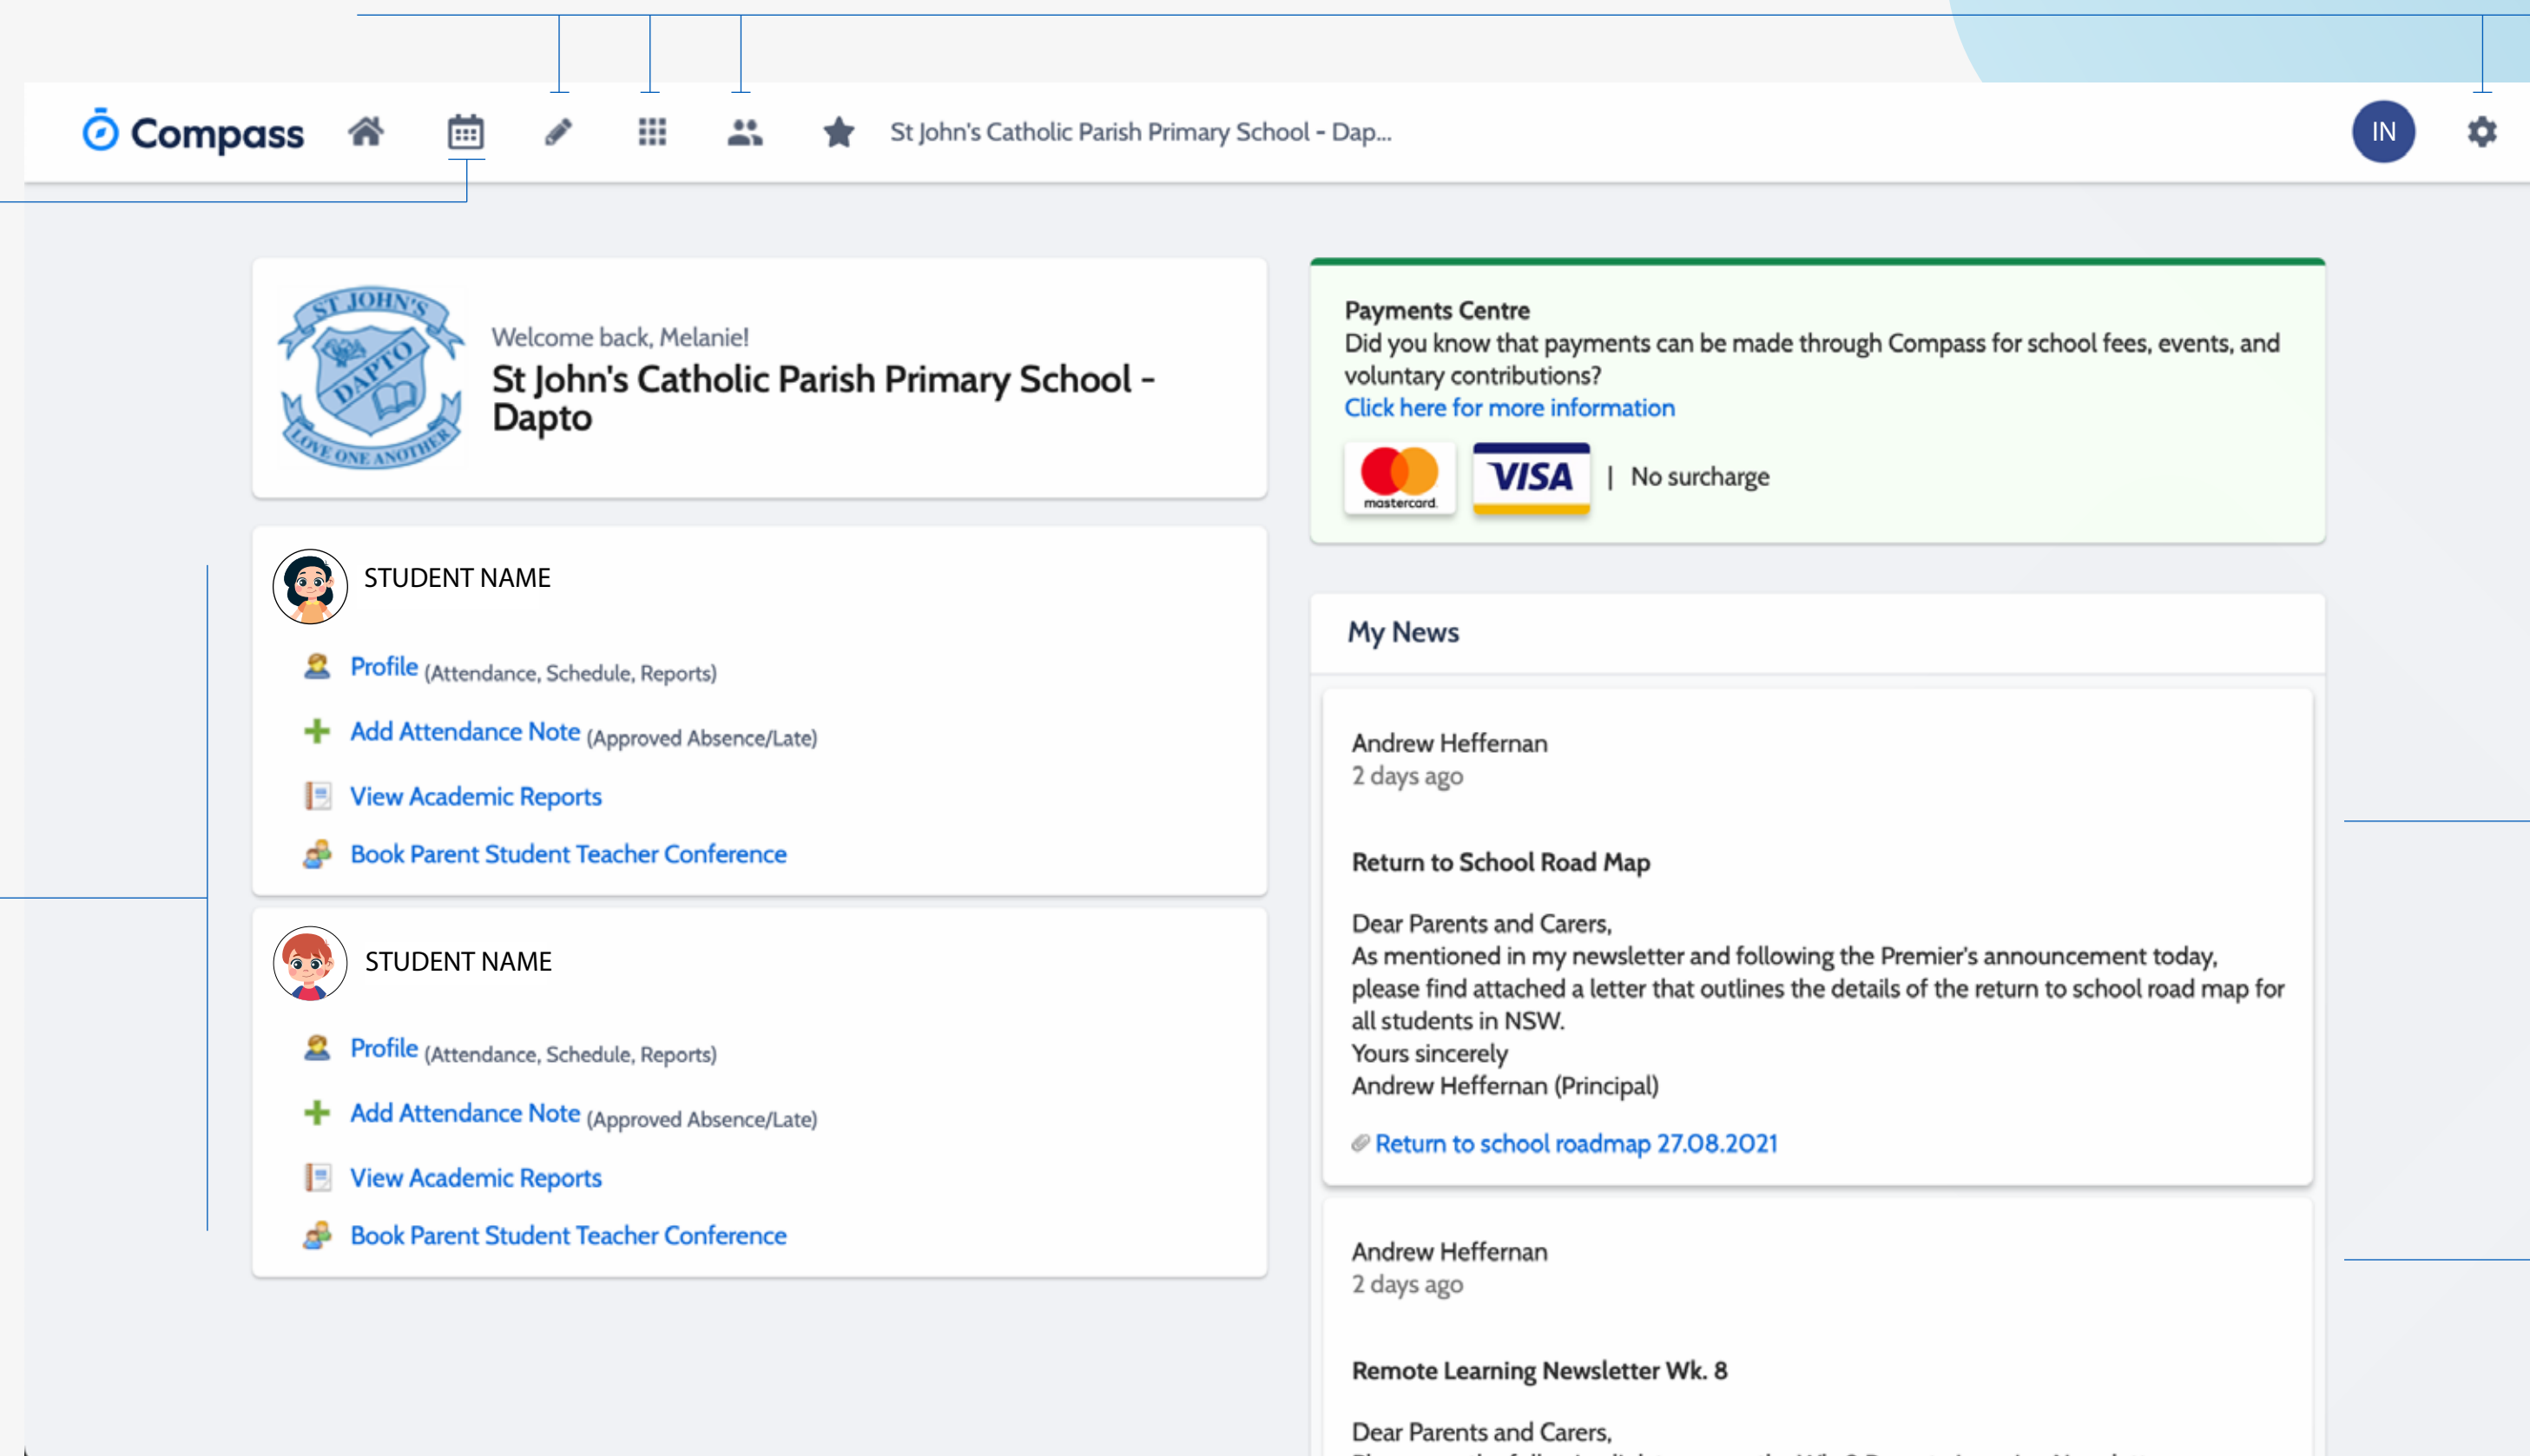 Compass
St John's Catholic Parish Primary School - Dap...
IN
ST JOHN'S
DAPTO
LOVE ONE ANOTHER
Welcome back, Melanie!
St John's Catholic Parish Primary School -
Dapto
STUDENT NAME
Profile (Attendance, Schedule, Reports)
Add Attendance Note (Approved Absence/Late)
View Academic Reports
Book Parent Student Teacher Conference
STUDENT NAME
Profile (Attendance, Schedule, Reports)
Add Attendance Note (Approved Absence/Late)
View Academic Reports
Book Parent Student Teacher Conference
Payments Centre
Did you know that payments can be made through Compass for school fees, events, and
voluntary contributions?
Click here for more information
mastercard.
VISA
| No surcharge
My News
Andrew Heffernan
2 days ago
Return to School Road Map
Dear Parents and Carers,
As mentioned in my newsletter and following the Premier's announcement today,
please find attached a letter that outlines the details of the return to school road map for
all students in NSW.
Yours sincerely
Andrew Heffernan (Principal)
Return to school roadmap 27.08.2021
Andrew Heffernan
2 days ago
Remote Learning Newsletter Wk. 8
Dear Parents and Carers,